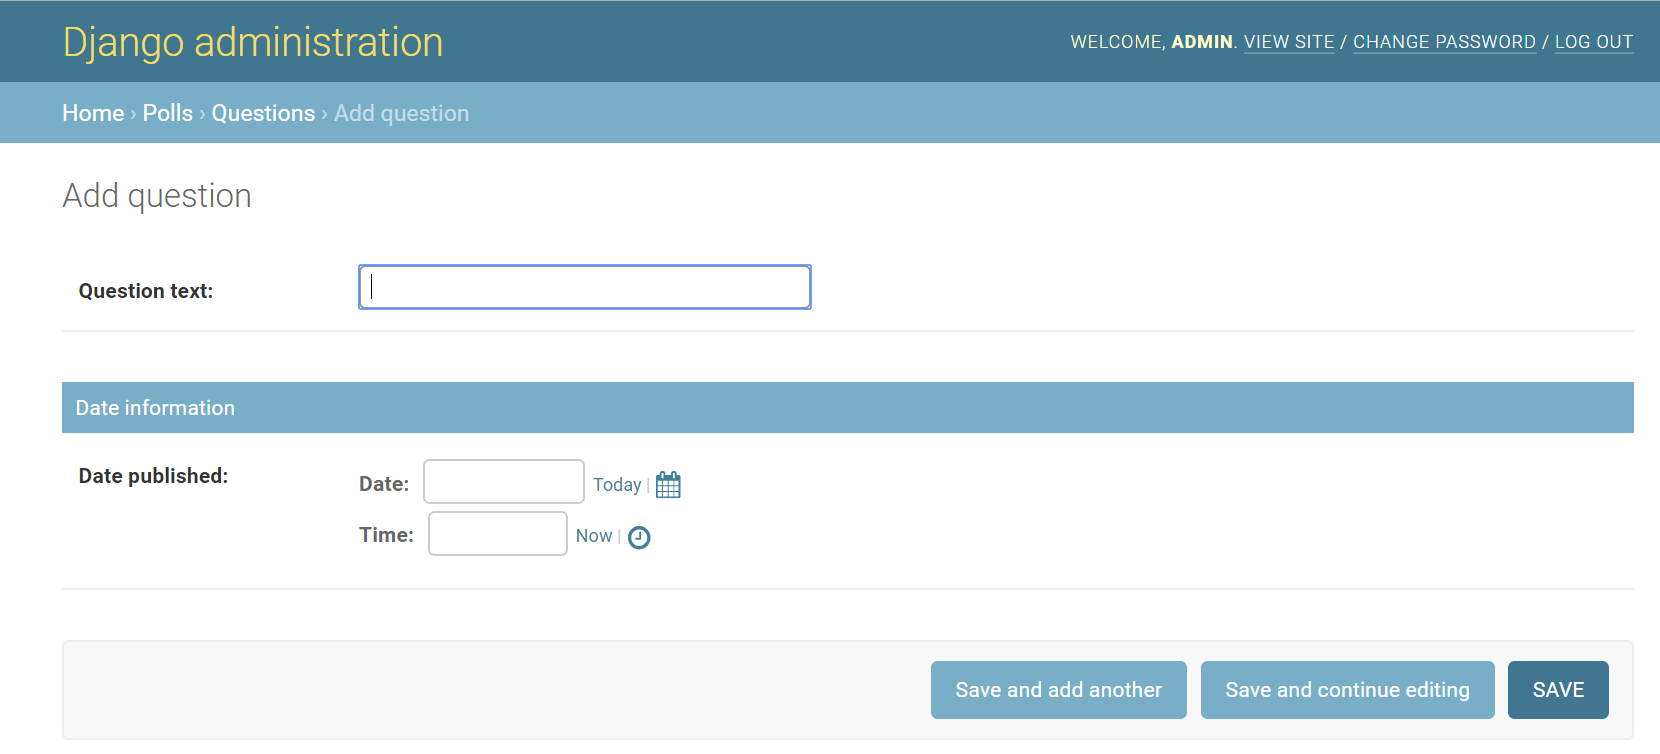 Django administration
WELCOME, ADMIN. VIEW SITE / CHANGE PASSWORD / LOG OUT
Home › Polls › Questions › Add question
Add question
Question text:
Date information
Date published:
Date:
Today |
Time:
Now |
Save and add another
Save and continue editing
SAVE